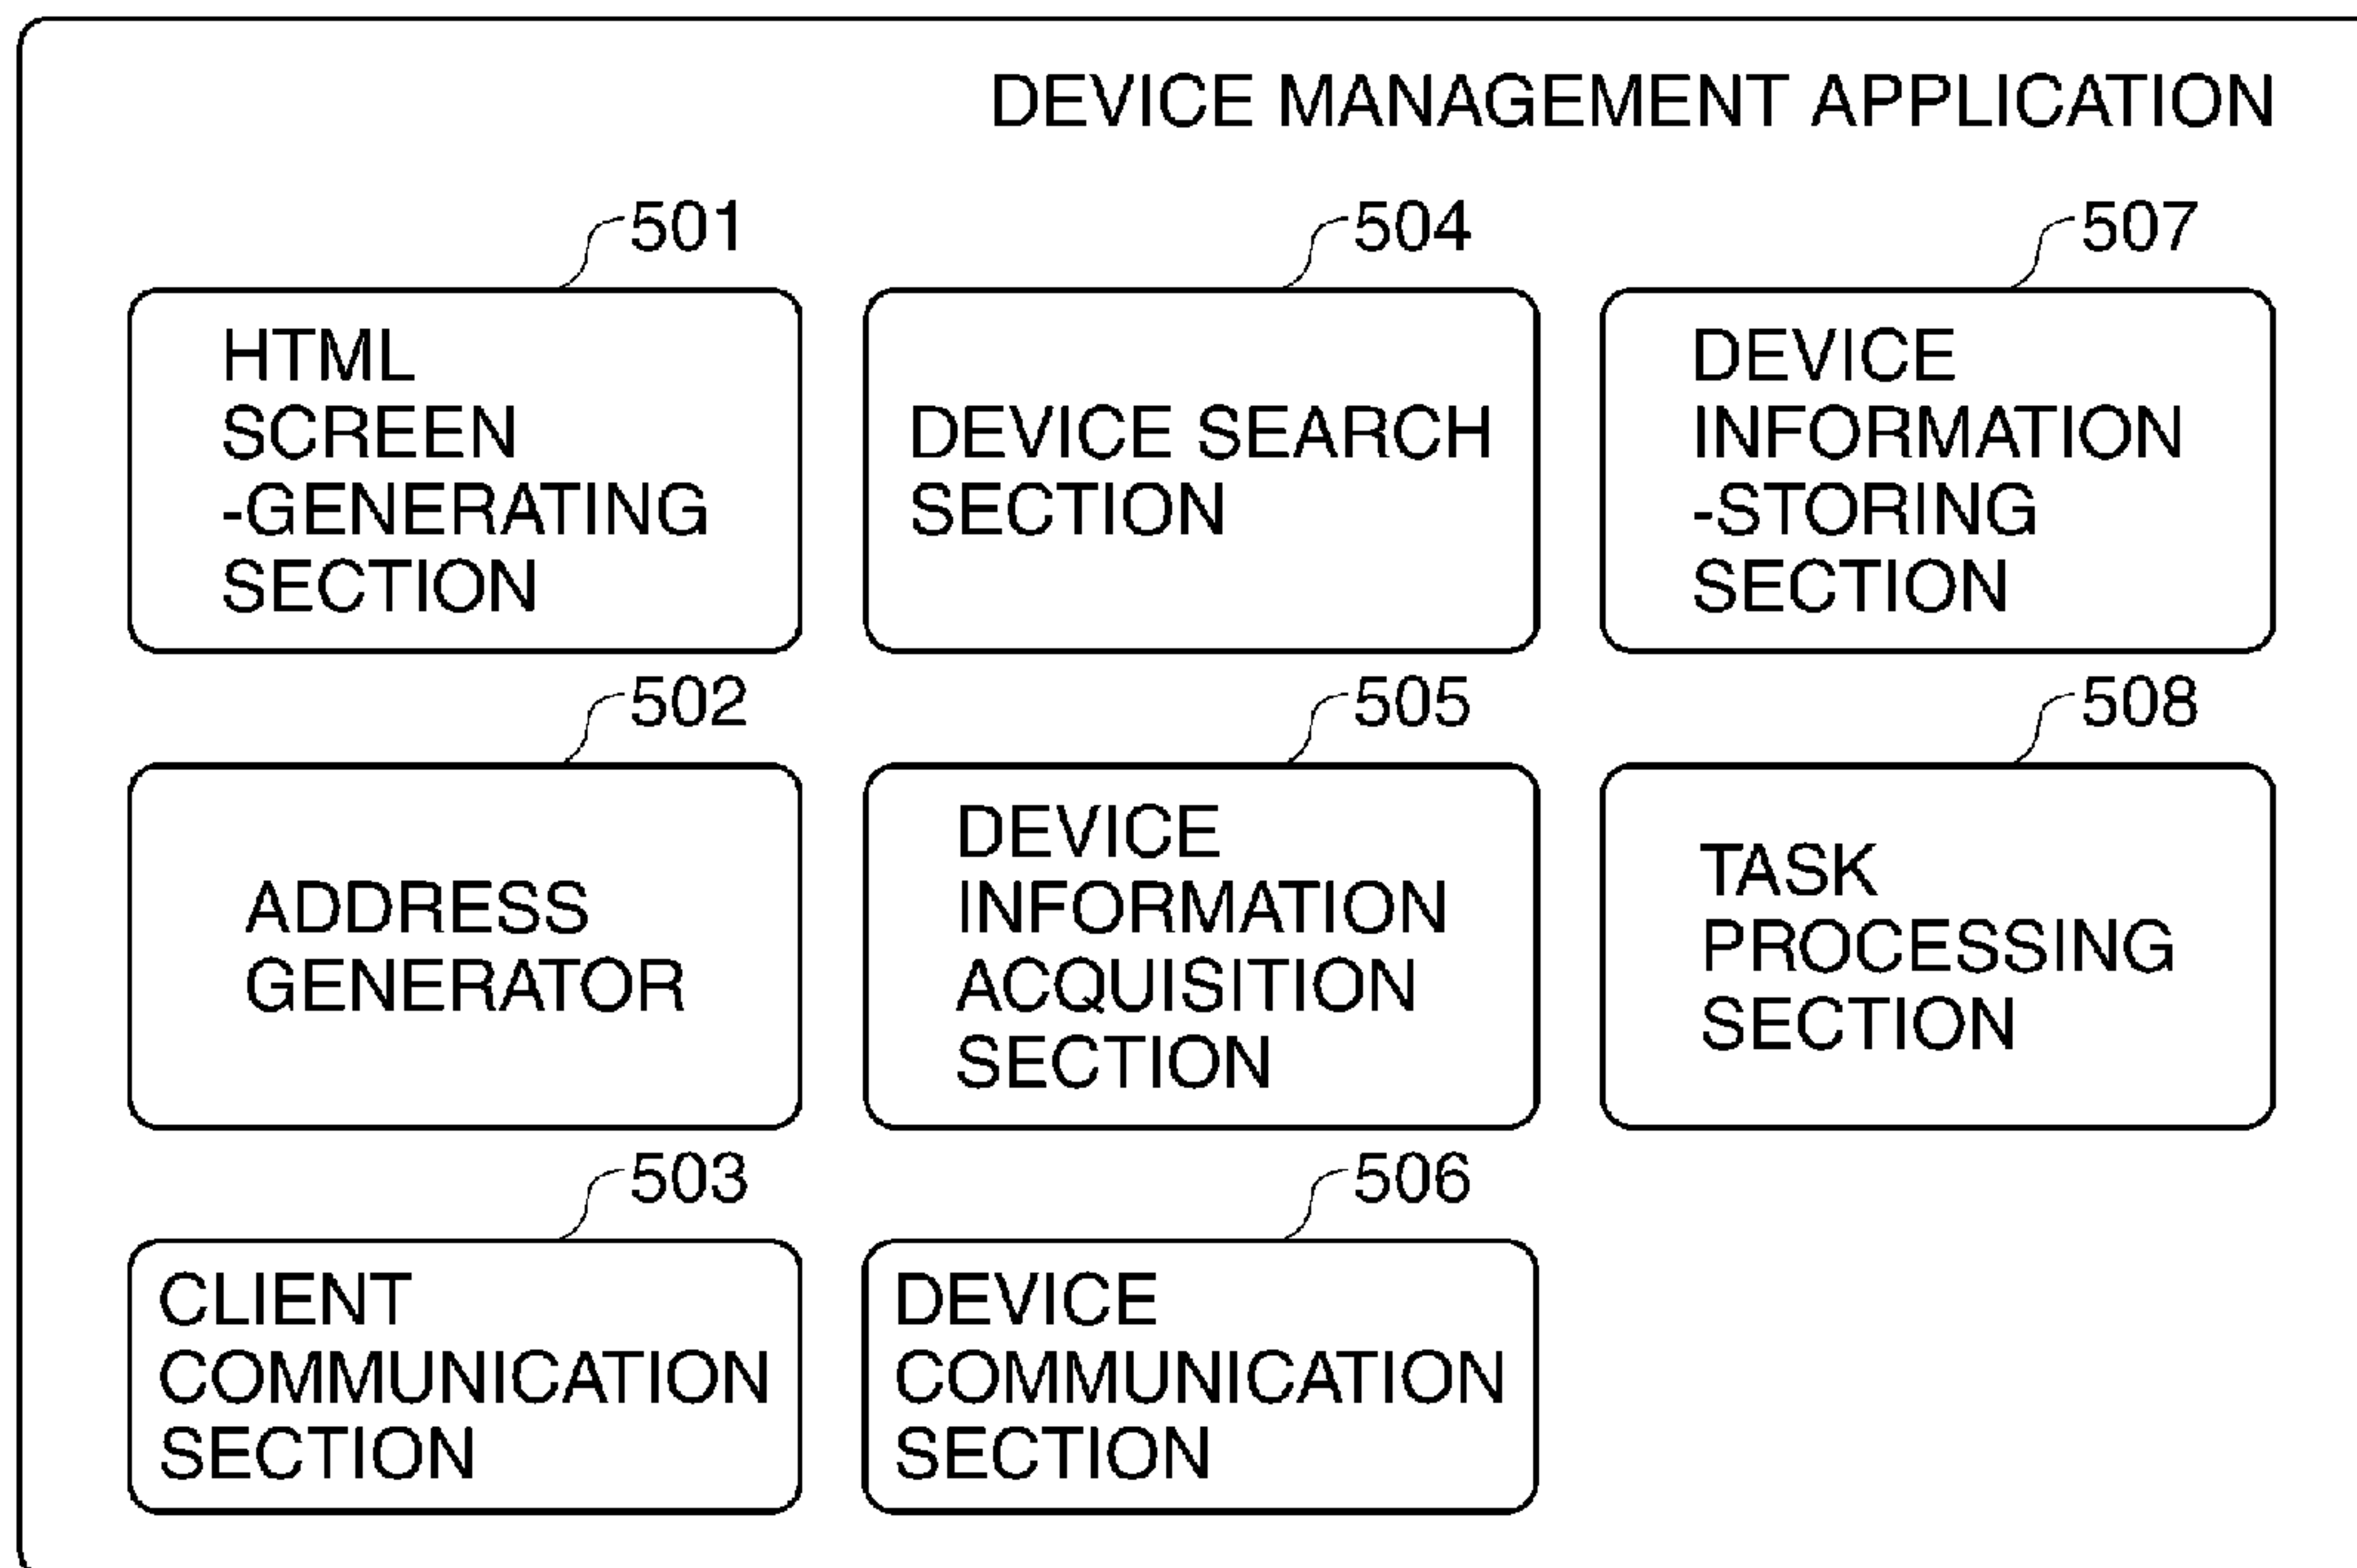 DEVICE MANAGEMENT APPLICATION
501
HTML
SCREEN
-GENERATING
SECTION
504
DEVICE SEARCH
SECTION
507
DEVICE
INFORMATION
-STORING
SECTION
502
ADDRESS
GENERATOR
505
DEVICE
INFORMATION
ACQUISITION
SECTION
508
TASK
PROCESSING
SECTION
503
CLIENT
COMMUNICATION
SECTION
506
DEVICE
COMMUNICATION
SECTION